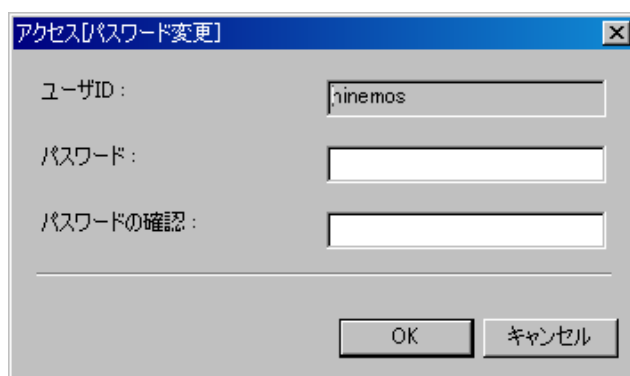 アクセス[パスワード変更]
ユーザID : hinemos
パスワード :
パスワードの確認 :
OK キャンセル